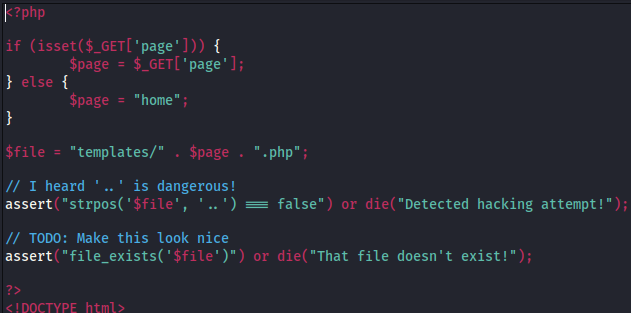 <?php
if (isset($_GET['page'])) {
$page = $_GET['page'];
} else {
$page = "home";
}
$file = "templates/" . $page . ".php";
// I heard '..' is dangerous!
assert("strpos('$file', '..') === false") or die("Detected hacking attempt!");
// TODO: Make this look nice
assert("file_exists('$file')") or die("That file doesn't exist!");
?>
<!DOCTYPE html>